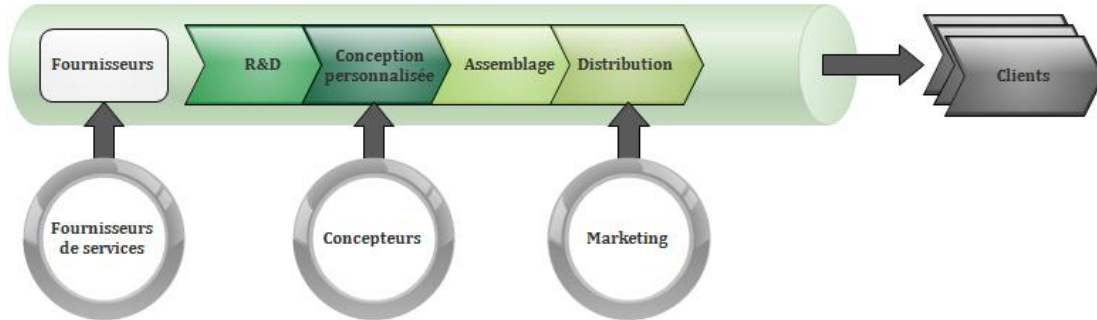 Fournisseurs
R&D
Conception
personnalisée
Assemblage
Distribution
Clients
Fournisseurs
de services
Concepteurs
Marketing